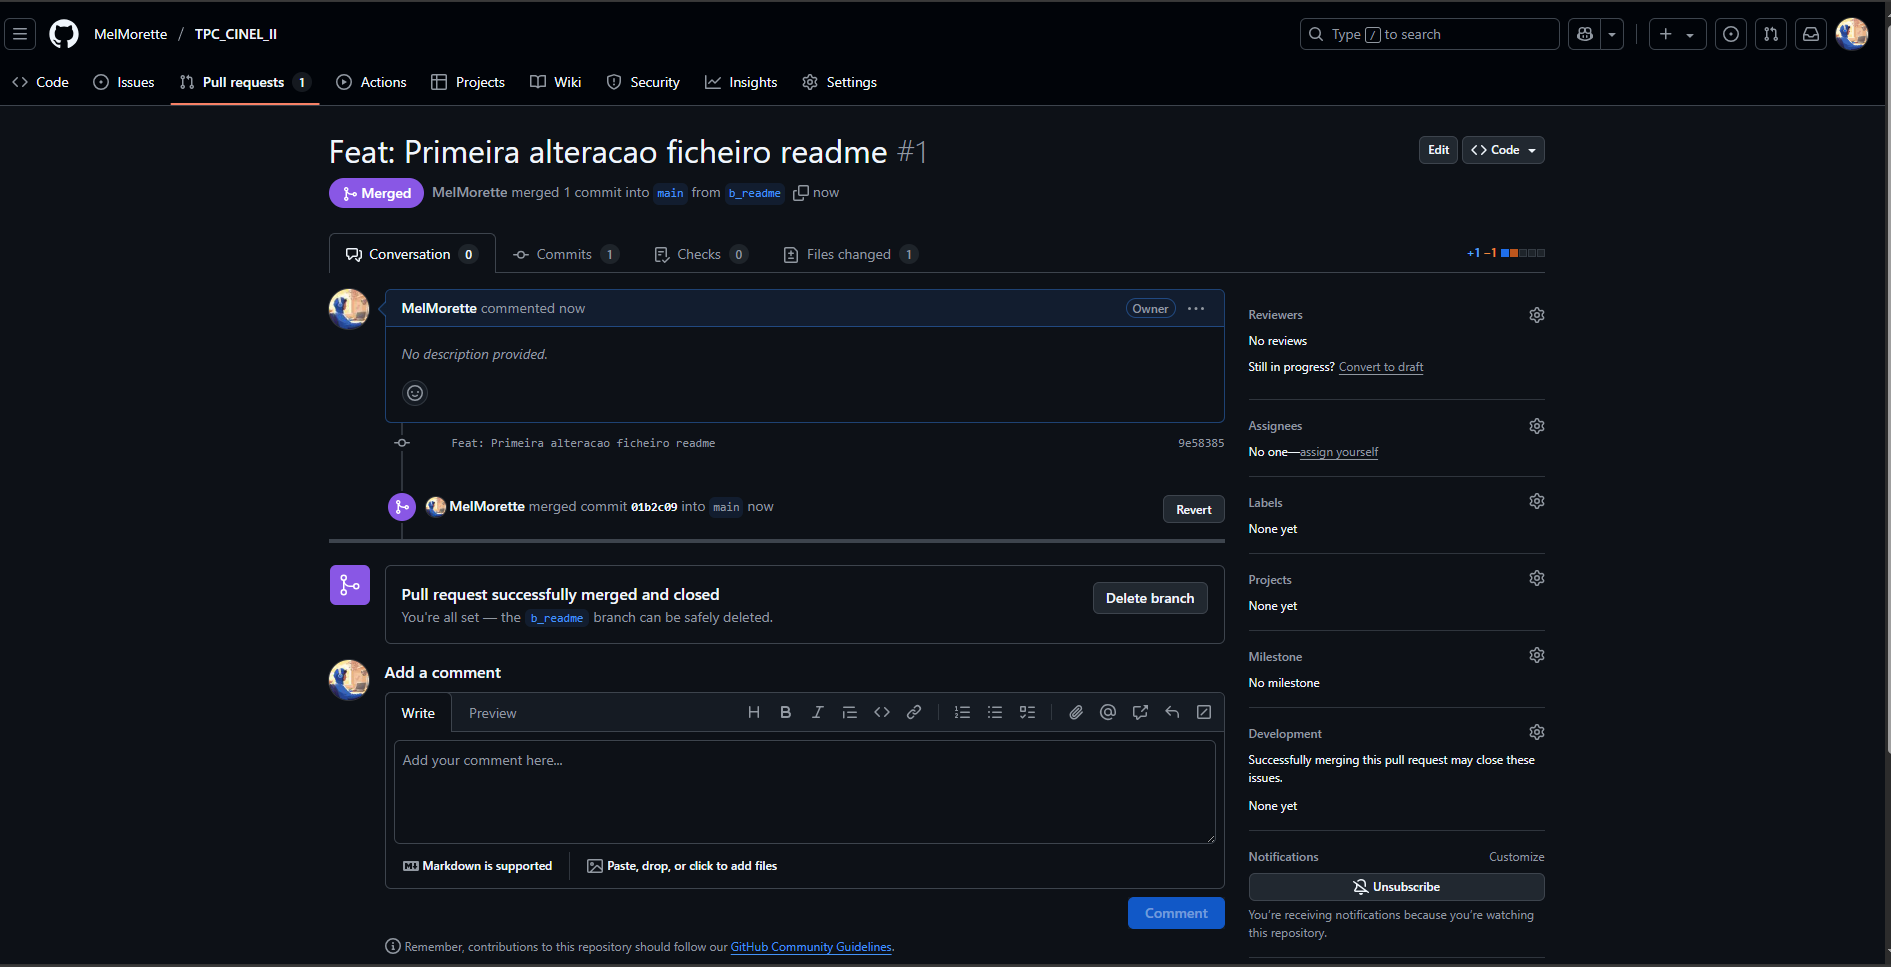 MelMorette / TPC_CINEL_II
Type / to search
Code
Issues
Pull requests 1
Actions
Projects
Wiki
Security
Insights
Settings
Feat: Primeira alteracao ficheiro readme #1
Edit
Code
Merged
MelMorette merged 1 commit into main from b_readme now
Conversation 0
Commits 1
Checks 0
Files changed 1
+1 −1
MelMorette commented now
Owner
No description provided.
Feat: Primeira alteracao ficheiro readme
9e58385
MelMorette merged commit 01b2c09 into main now
Revert
Pull request successfully merged and closed
You're all set — the b_readme branch can be safely deleted.
Delete branch
Add a comment
Write
Preview
Add your comment here...
Markdown is supported
Paste, drop, or click to add files
Comment
Remember, contributions to this repository should follow our GitHub Community Guidelines.
Reviewers
No reviews
Still in progress? Convert to draft
Assignees
No one—assign yourself
Labels
None yet
Projects
None yet
Milestone
No milestone
Development
Successfully merging this pull request may close these
issues.
None yet
Notifications
Customize
Unsubscribe
You're receiving notifications because you're watching
this repository.